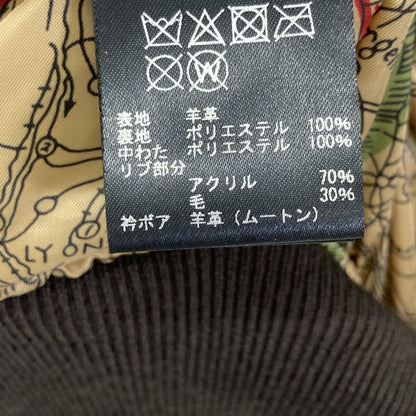 表地 羊革
裏地 ポリエステル 100%
中わた ポリエステル 100%
リブ部分
アクリル 70%
毛 30%
衿ボア 羊革（ムートン）
W
LYON